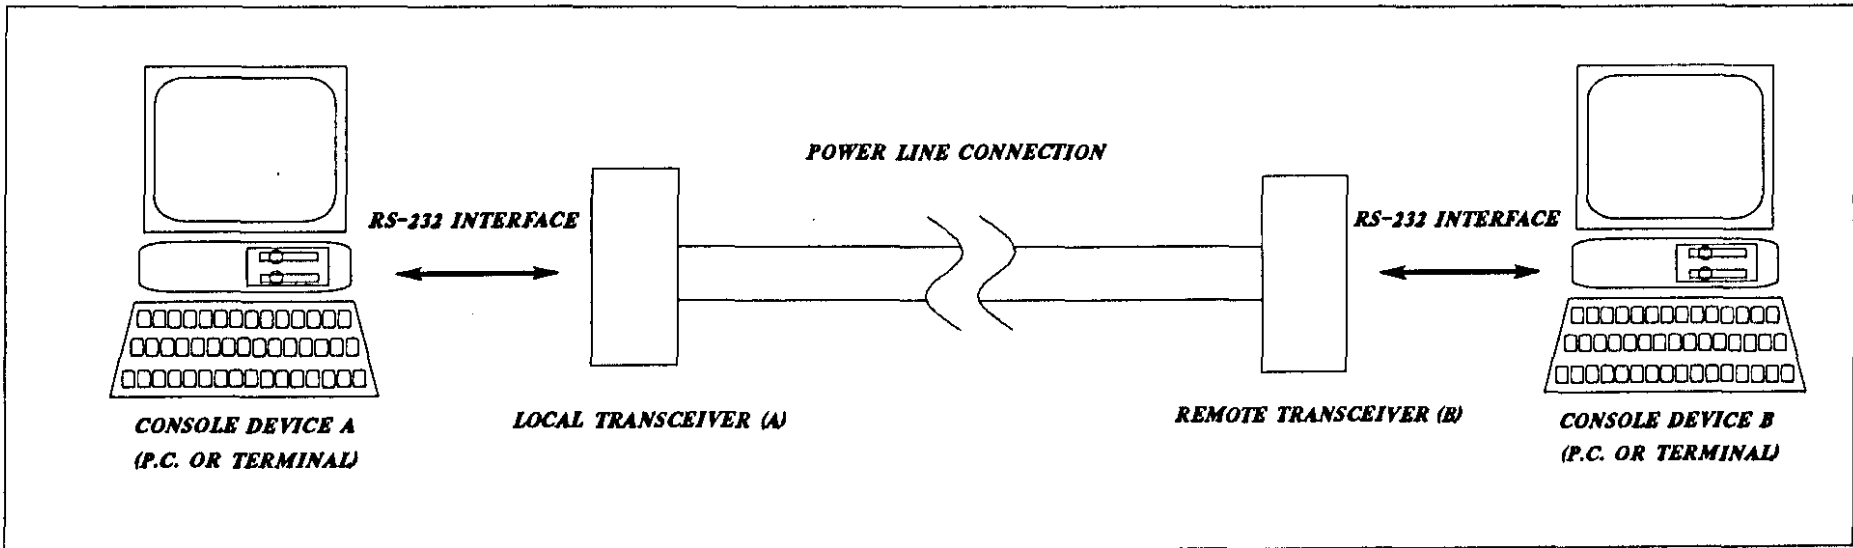 POWER LINE CONNECTION
RS-232 INTERFACE
RS-232 INTERFACE
LOCAL TRANSCEIVER (A)
REMOTE TRANSCEIVER (B)
CONSOLE DEVICE A
(P.C. OR TERMINAL)
CONSOLE DEVICE B
(P.C. OR TERMINAL)